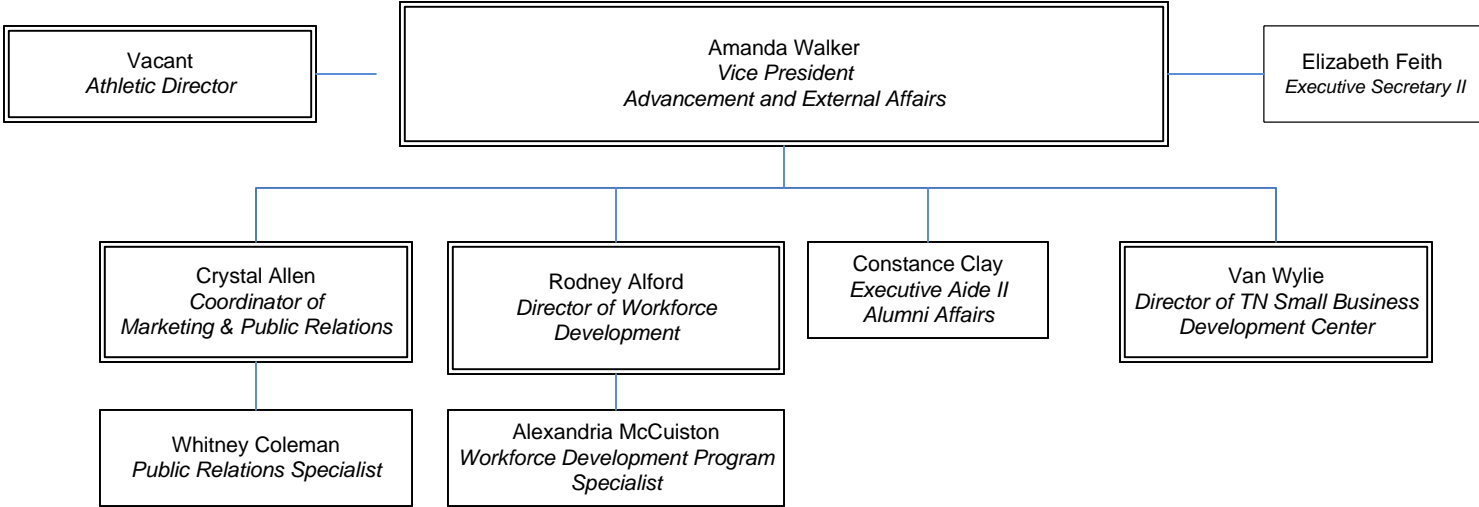 Vacant
Athletic Director
Amanda Walker
Vice President
Advancement and External Affairs
Elizabeth Feith
Executive Secretary II
Crystal Allen
Coordinator of
Marketing & Public Relations
Rodney Alford
Director of Workforce
Development
Constance Clay
Executive Aide II
Alumni Affairs
Van Wylie
Director of TN Small Business
Development Center
Whitney Coleman
Public Relations Specialist
Alexandria McCuiston
Workforce Development Program
Specialist